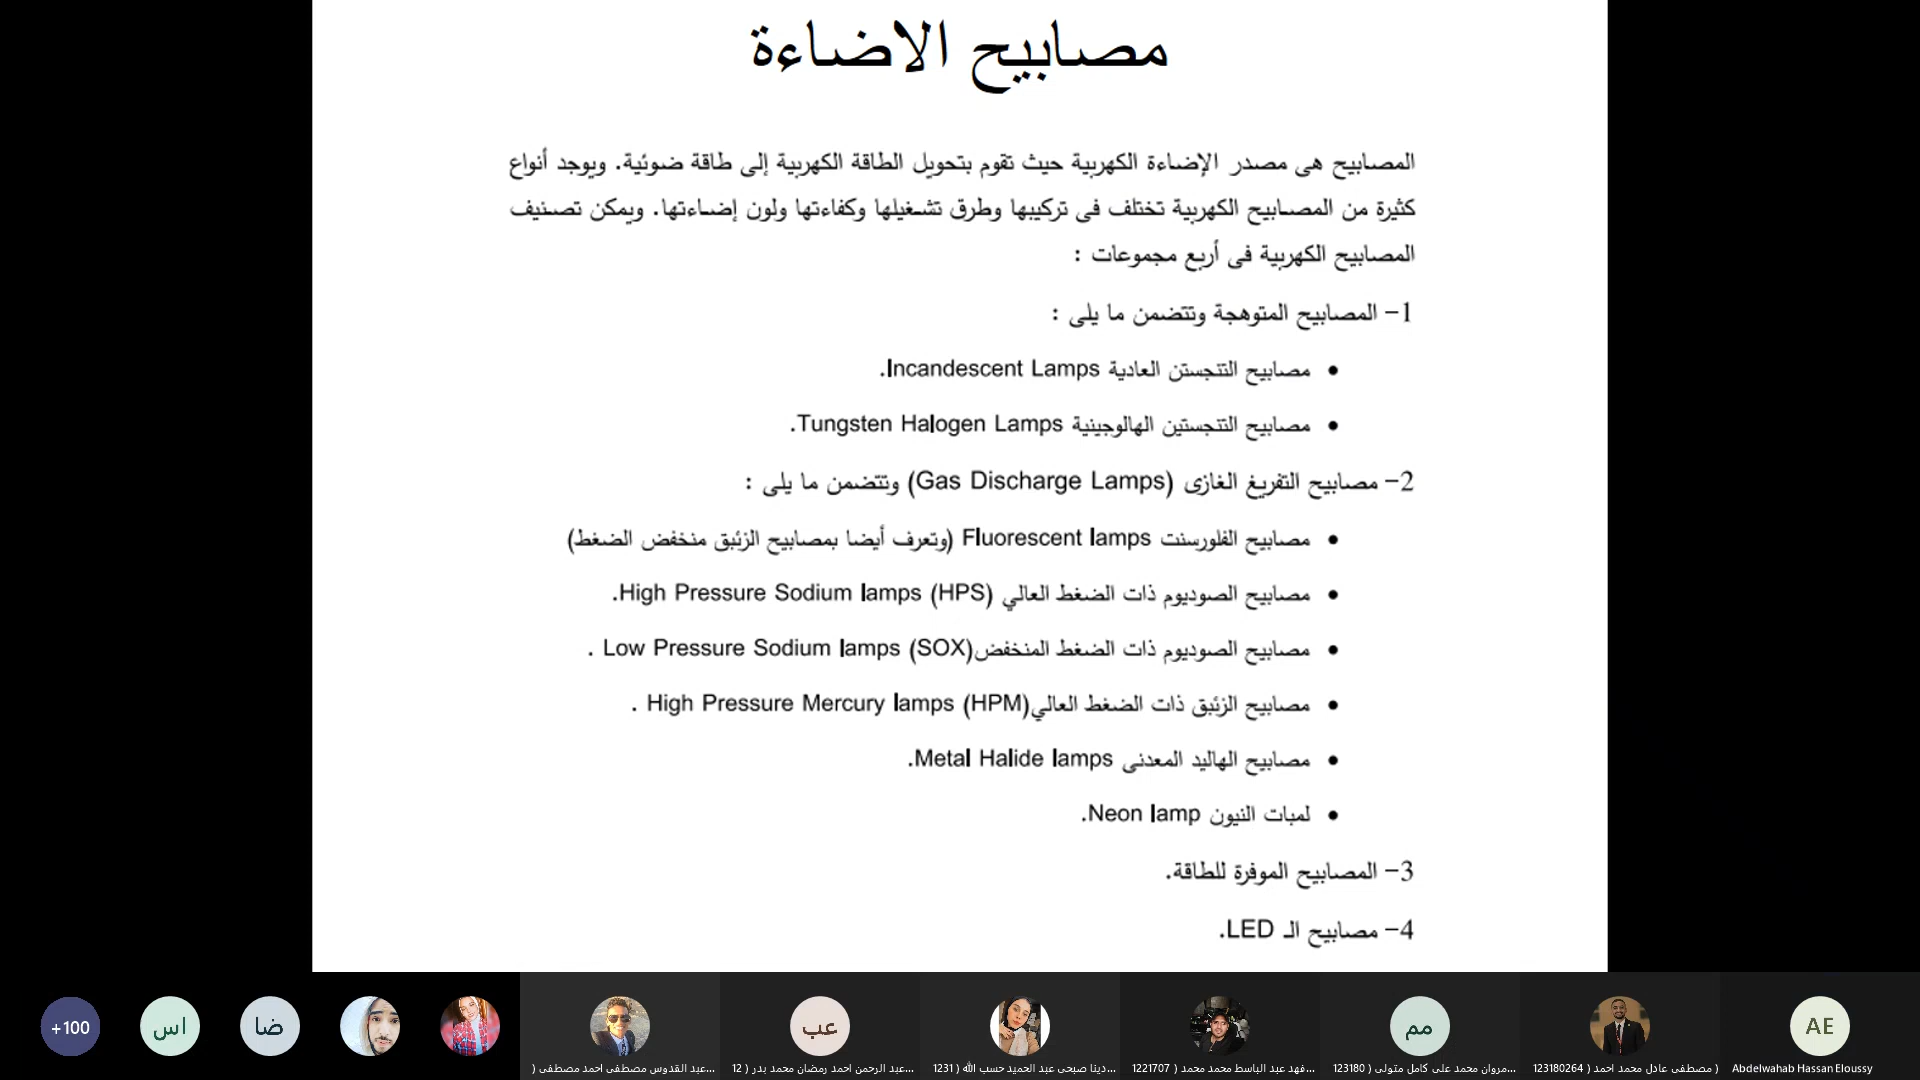 مصابيح الاضاءة
المصابيح هى مصدر الإضاءة الكهربية حيث تقوم بتحويل الطاقة الكهربية إلى طاقة ضوئية. ويوجد أنواع
كثيرة من المصابيح الكهربية تختلف فى تركيبها وطرق تشغيلها وكفاءتها ولون إضاءتها. ويمكن تصنيف
المصابيح الكهربية فى أربع مجموعات :
1- المصابيح المتوهجة وتتضمن ما يلى :
• مصابيح التتجستن العادية Incandescent Lamps.
• مصابيح التتجستين الهالوجينية Tungsten Halogen Lamps.
2- مصابيح التفريغ الغازى (Gas Discharge Lamps) وتتضمن ما يلى :
• مصابيح الفلورسنت Fluorescent lamps (وتعرف أيضا بمصابيح الزئبق منخفض الضغط)
• مصابيح الصوديوم ذات الضغط العالي High Pressure Sodium lamps (HPS).
• مصابيح الصوديوم ذات الضغط المنخفض Low Pressure Sodium lamps (SOX) .
• مصابيح الزئبق ذات الضغط العالي High Pressure Mercury lamps (HPM) .
• مصابيح الهاليد المعدنى Metal Halide lamps.
• لمبات النيون Neon lamp.
3- المصابيح الموفرة للطاقة.
4- مصابيح الـ LED.
+100
اس
ضا
عب
مم
AE
عبد القدوس مصطفى احمد مصطفى (...
عبد الرحمن احمد رمضان محمد بدر ( 12...
دينا صبحى عبد الحميد حسب الله ( 1231...
فهد عبد الباسط محمد محمد ( 1221707...
مروان محمد على كامل متولى ( 123180...
مصطفى عادل محمد احمد ( 123180264 )
Abdelwahab Hassan Eloussy